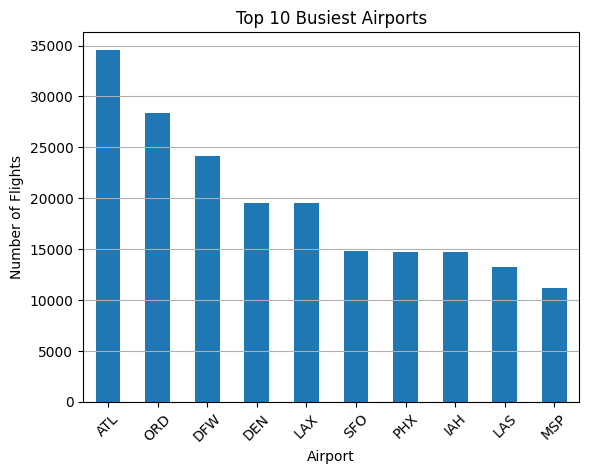 Top 10 Busiest Airports
35000
30000
25000
20000
15000
10000
5000
0
Number of Flights
ATL
ORD
DFW
DEN
LAX
SFO
PHX
IAH
LAS
MSP
Airport